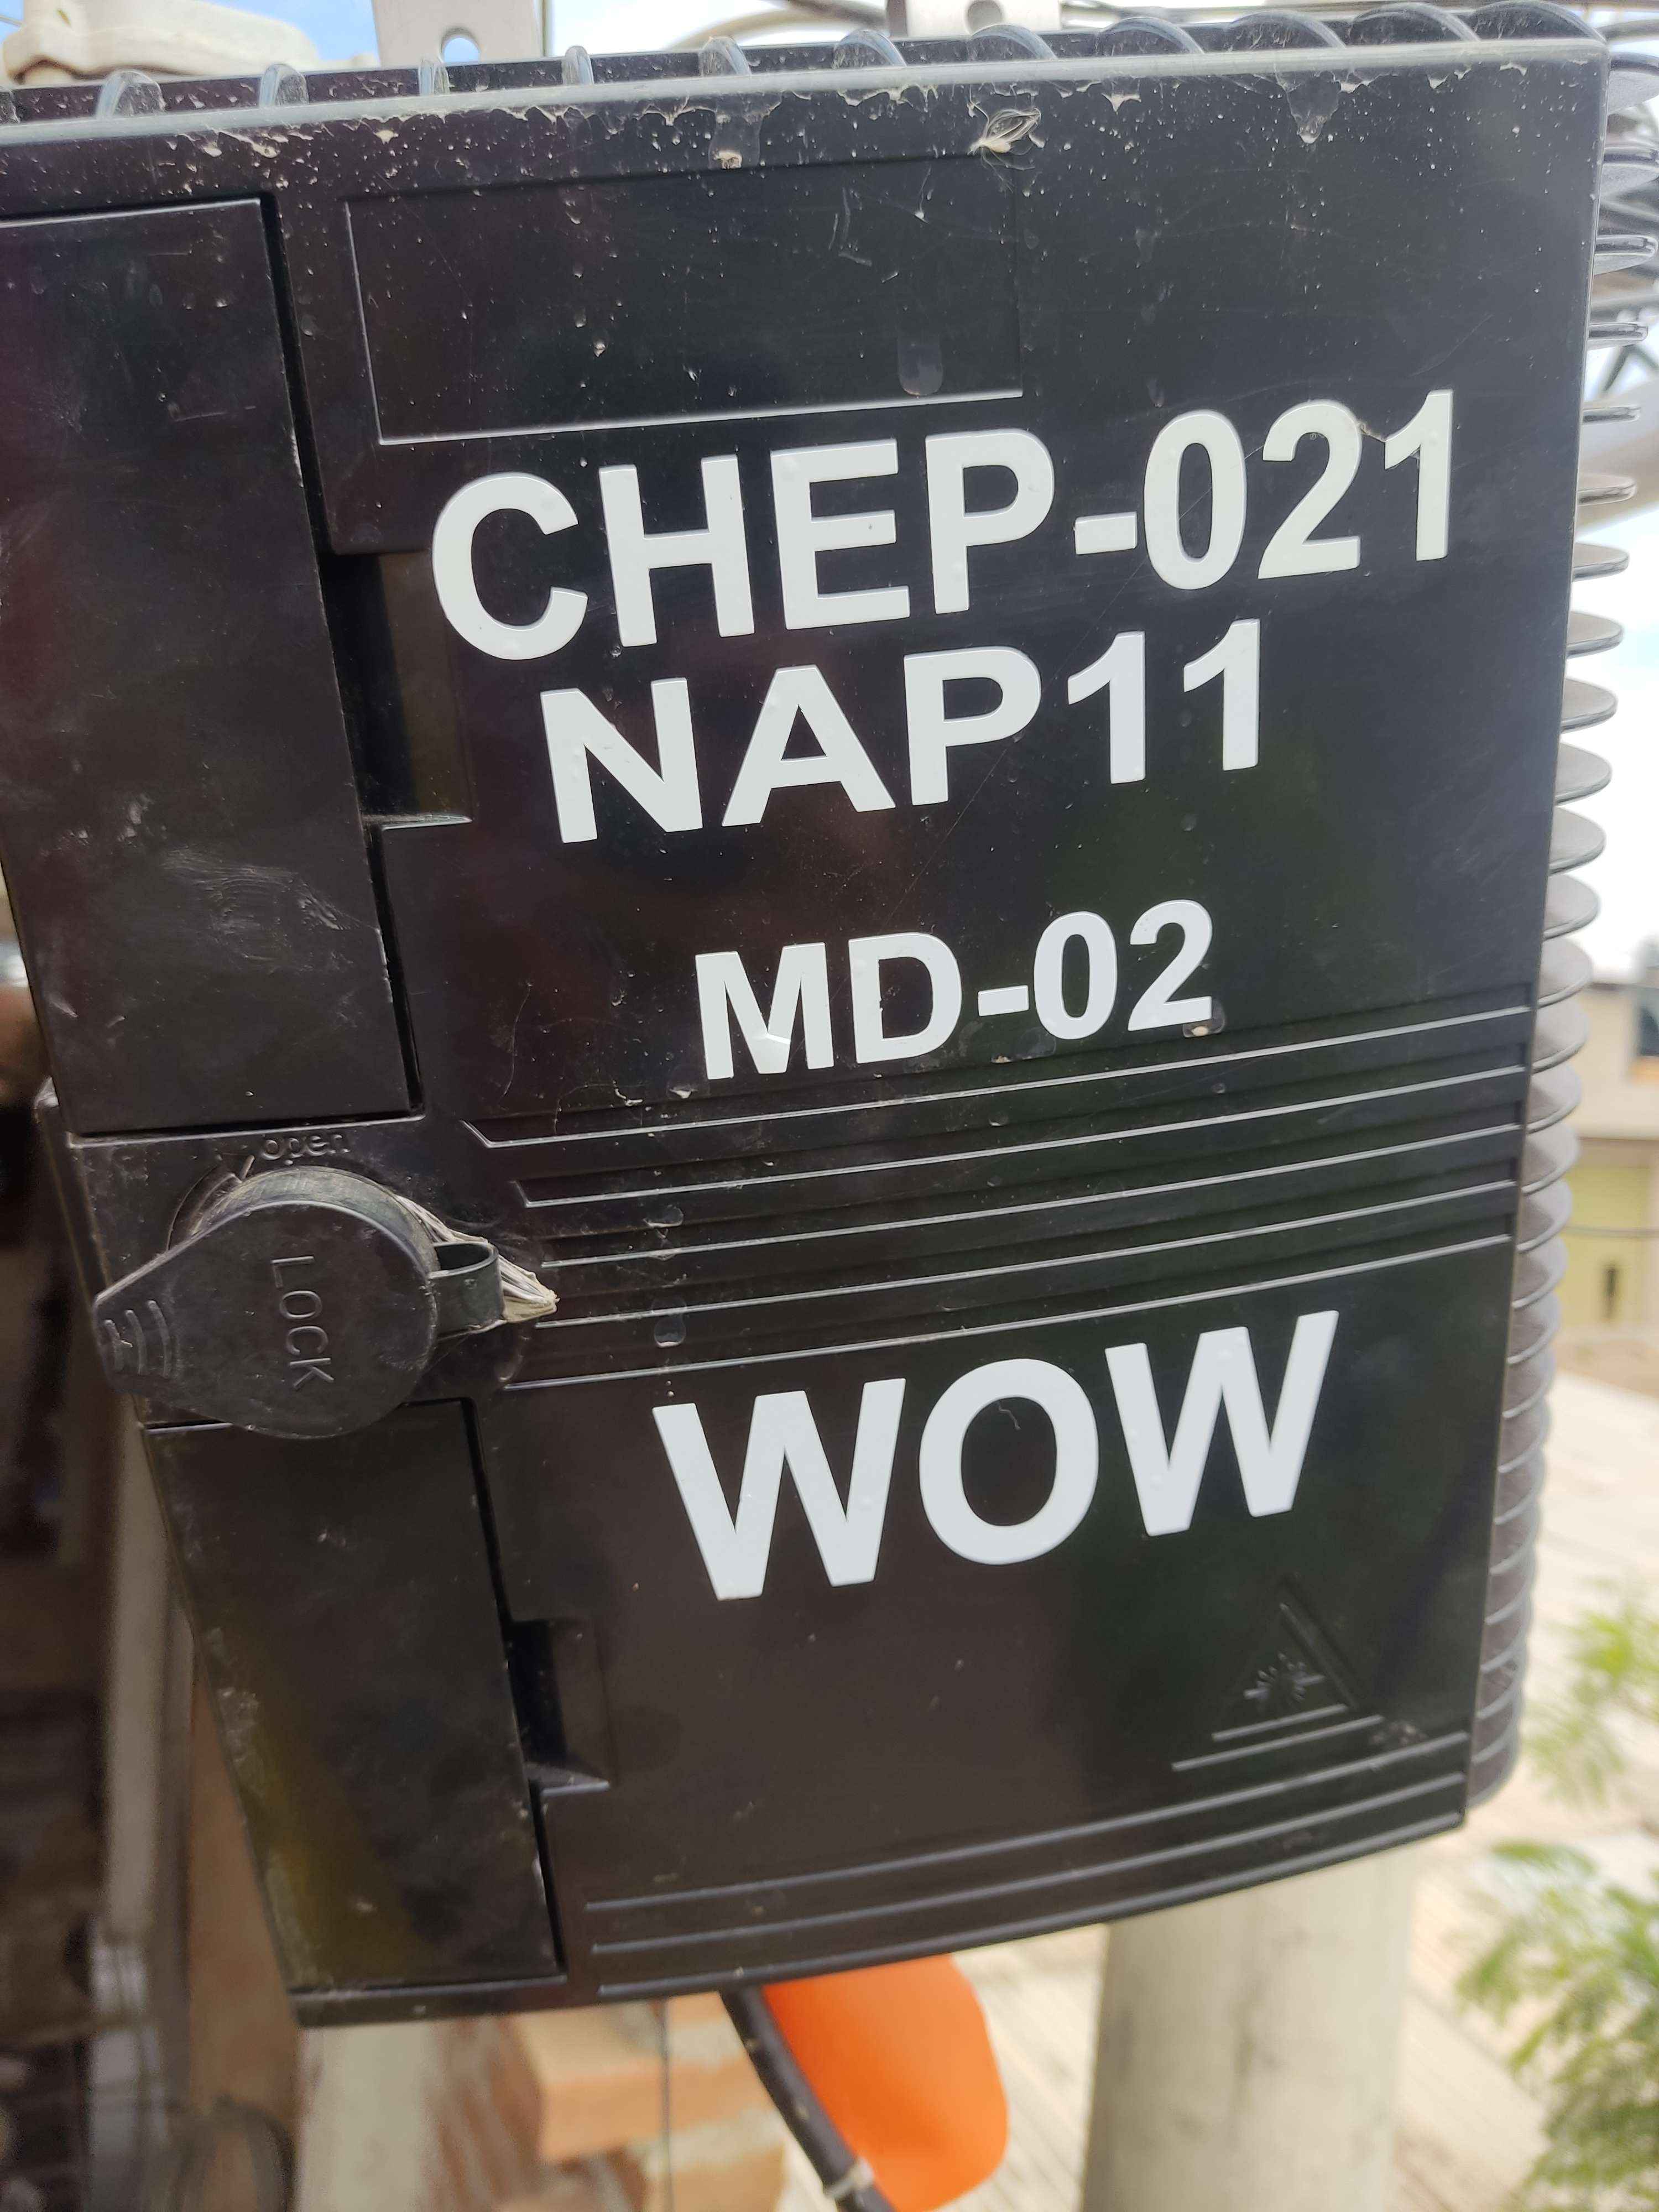 CHEP-021
NAP11
MD-02
open
LOCK
WOW